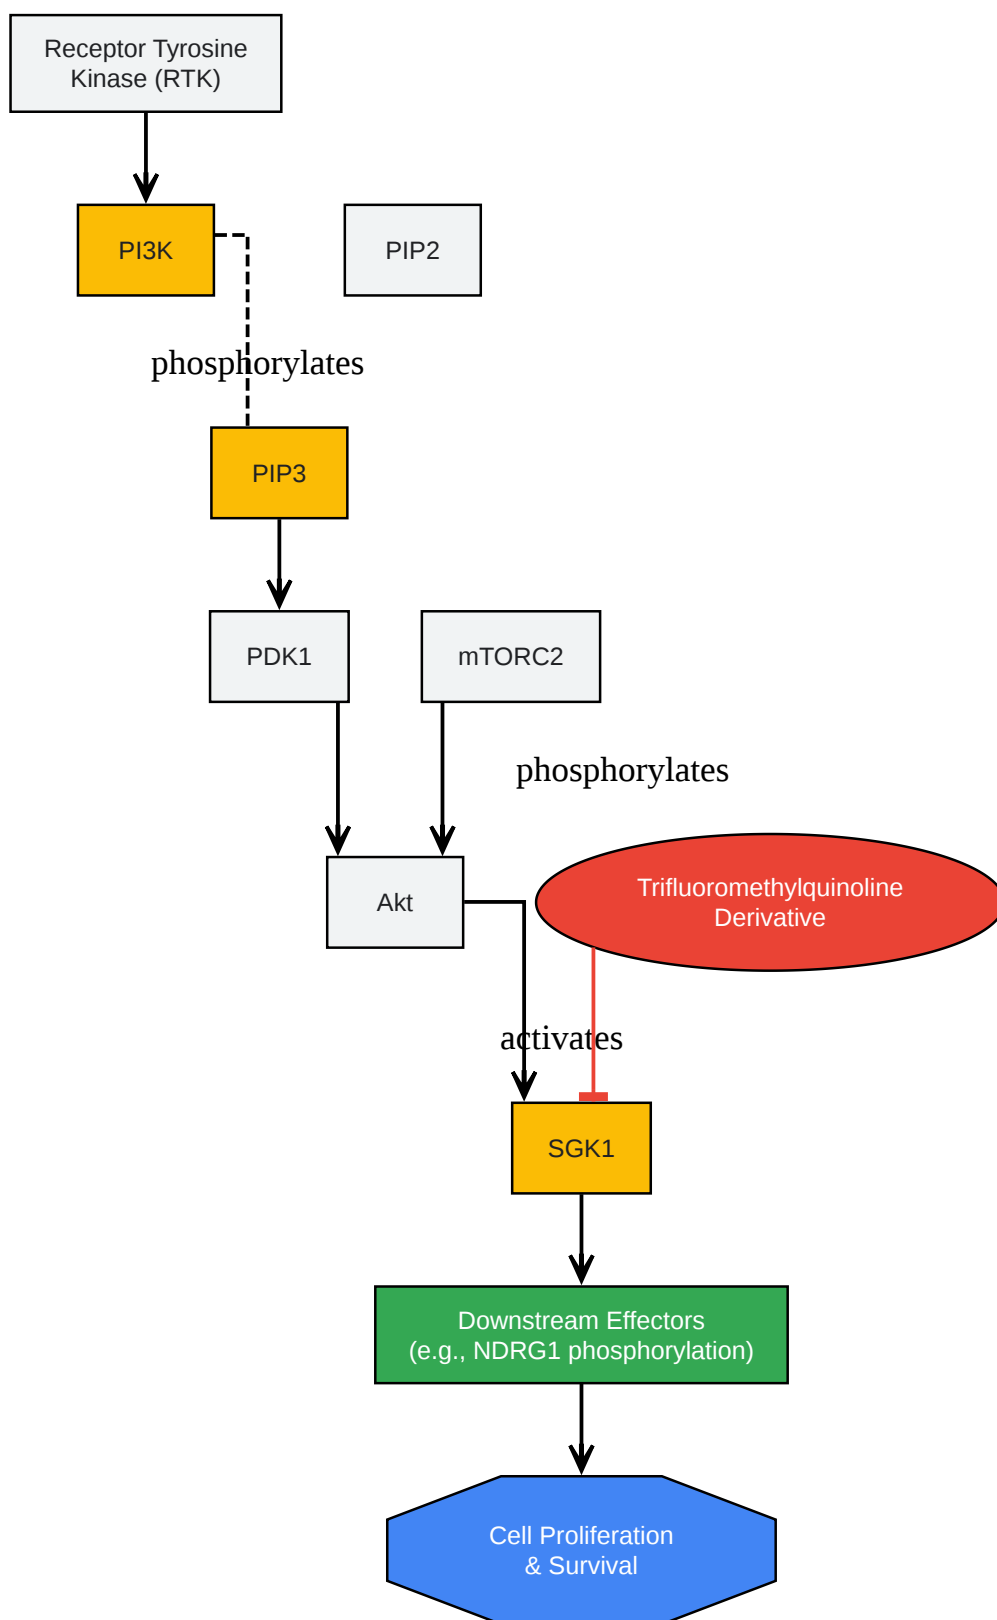 Receptor Tyrosine
Kinase (RTK)
PI3K
PIP2
phosphorylates
PIP3
PDK1
mTORC2
phosphorylates
Akt
Trifluoromethylquinoline
Derivative
activates
SGK1
Downstream Effectors
(e.g., NDRG1 phosphorylation)
Cell Proliferation
& Survival